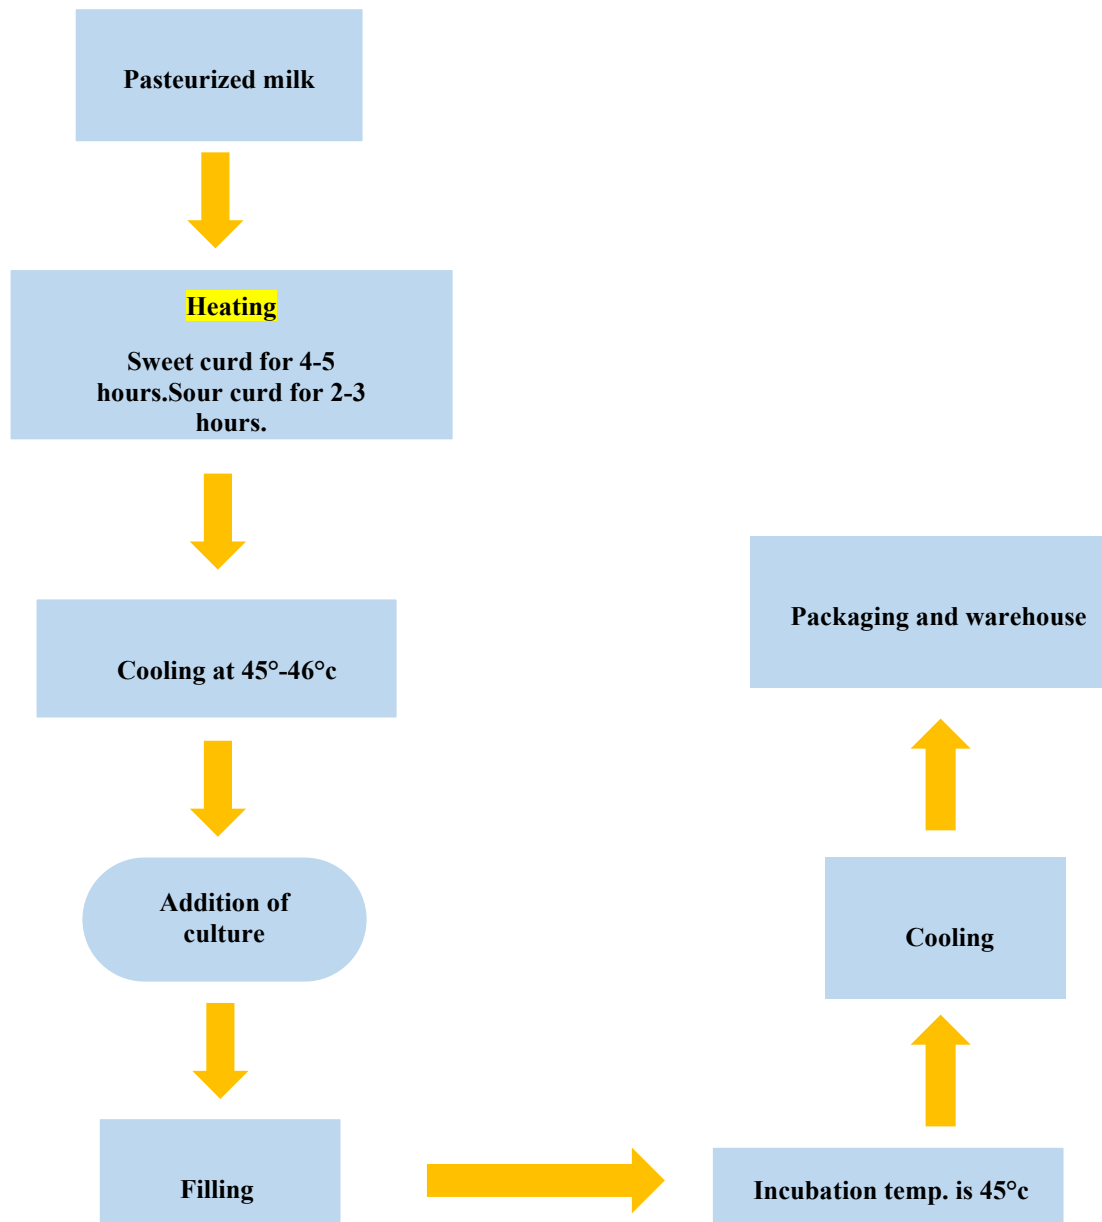 Pasteurized milk
Heating
Sweet curd for 4-5
hours.Sour curd for 2-3
hours.
Cooling at 45°-46°c
Addition of
culture
Filling
Incubation temp. is 45°c
Cooling
Packaging and warehouse